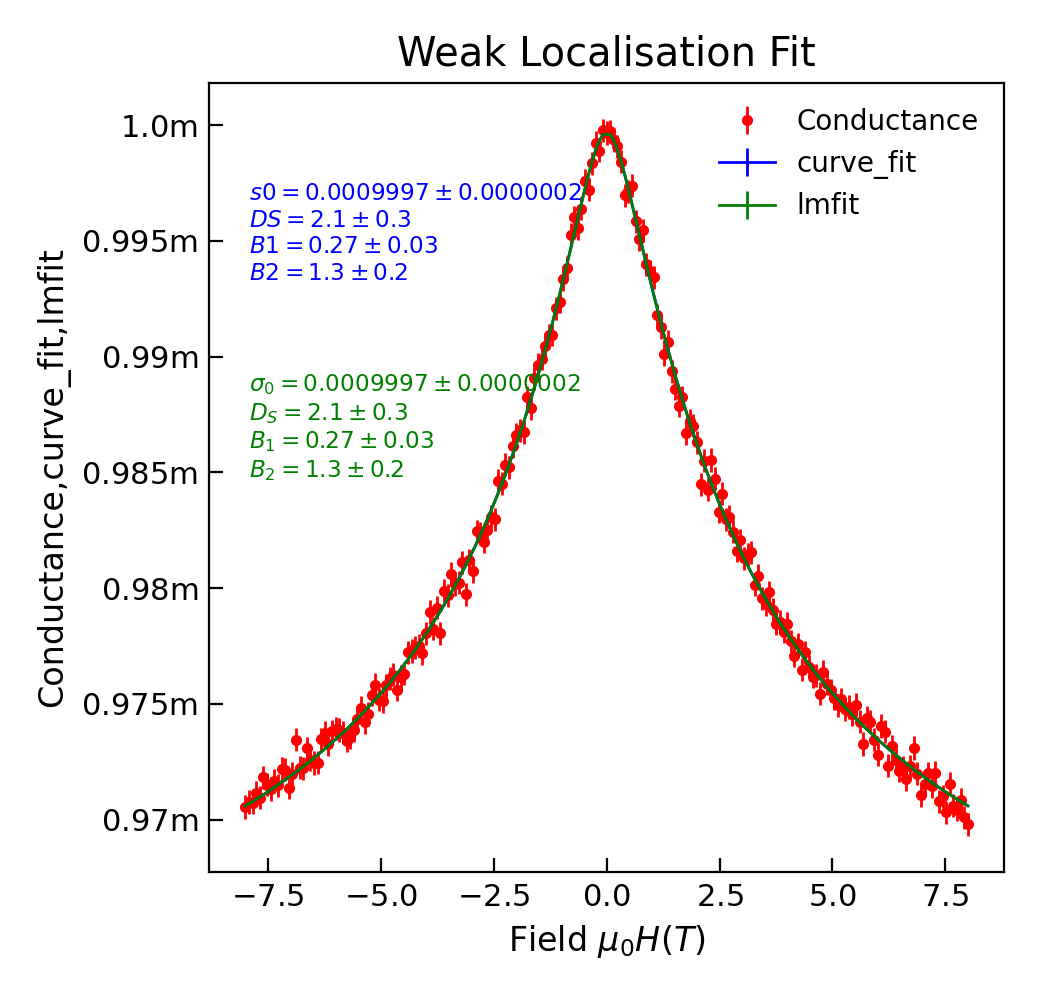 Weak Localisation Fit
Conductance
curve_fit
lmfit
s0 = 0.0009997 ± 0.0000002
DS = 2.1 ± 0.3
B1 = 0.27 ± 0.03
B2 = 1.3 ± 0.2
σ₀ = 0.0009997 ± 0.0000002
D_S = 2.1 ± 0.3
B₁ = 0.27 ± 0.03
B₂ = 1.3 ± 0.2
1.0m
0.995m
0.99m
0.985m
0.98m
0.975m
0.97m
Conductance,curve_fit,lmfit
−7.5 −5.0 −2.5 0.0 2.5 5.0 7.5
Field μ₀H(T)